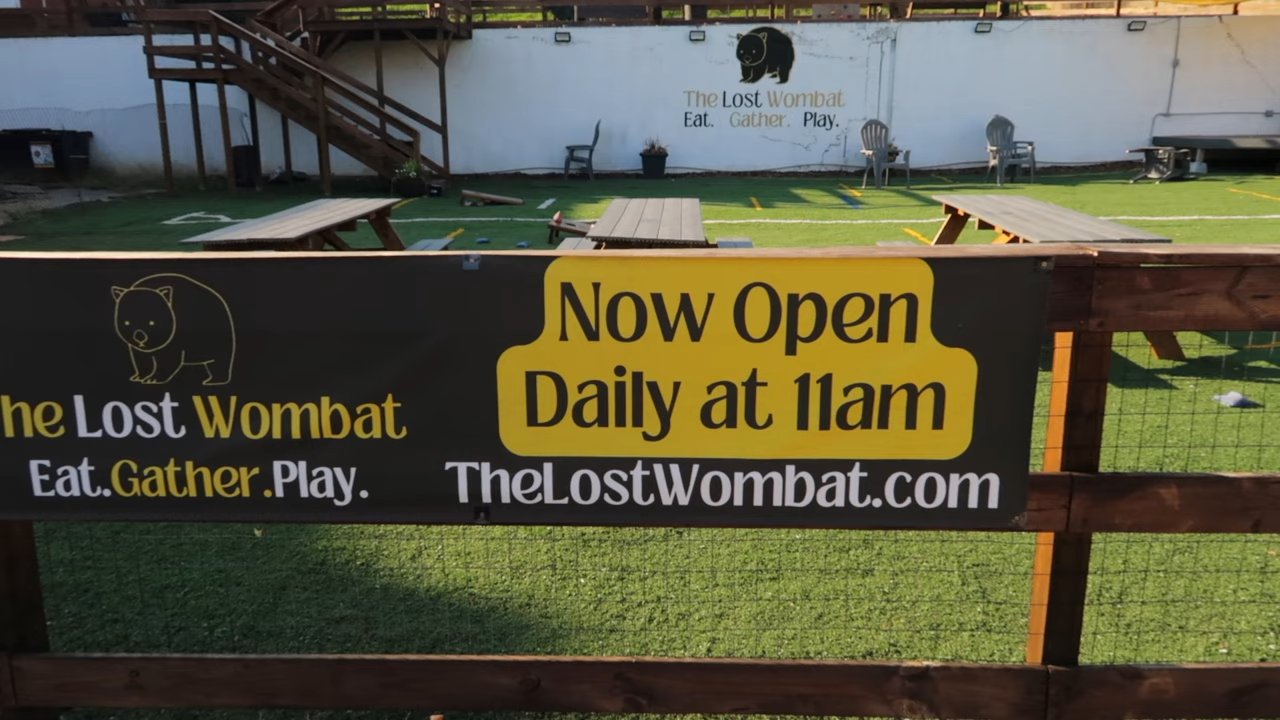 The Lost Wombat
Eat. Gather. Play.
he Lost Wombat
Eat.Gather.Play.
Now Open
Daily at 11am
TheLostWombat.com